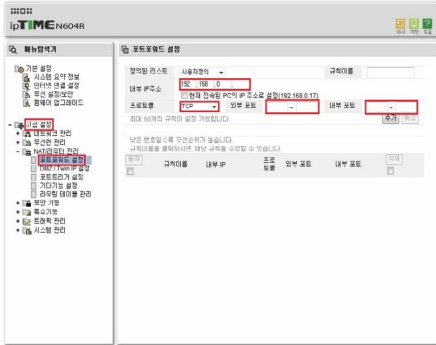 ipTIME N604R
메뉴탐색기
기본 설정
시스템 요약 정보
인터넷 연결 설정
무선 설정/보안
펌웨어 업그레이드
고급 설정
네트워크 관리
무선랜 관리
NAT/라우터 관리
포트포워드 설정
DMZ/Twin IP 설정
포트트리거 설정
기타기능 설정
라우팅 테이블 관리
보안 기능
특수기능
트래픽 관리
시스템 관리
포트포워드 설정
정의된 리스트 사용자정의 규칙이름
내부 IP주소 192 .168 .0 .
현재 접속된 PC의 IP 주소로 설정(192.168.0.17)
프로토콜 TCP 외부 포트 ~ 내부 포트 ~
최대 60개의 규칙이 설정 가능합니다. 추가 취소
낮은 번호일수록 우선순위가 높습니다.
규칙이름을 클릭하시면, 해당 규칙을 수정할 수 있습니다.
동작 규칙이름 내부 IP 프로토콜 외부 포트 내부 포트 삭제